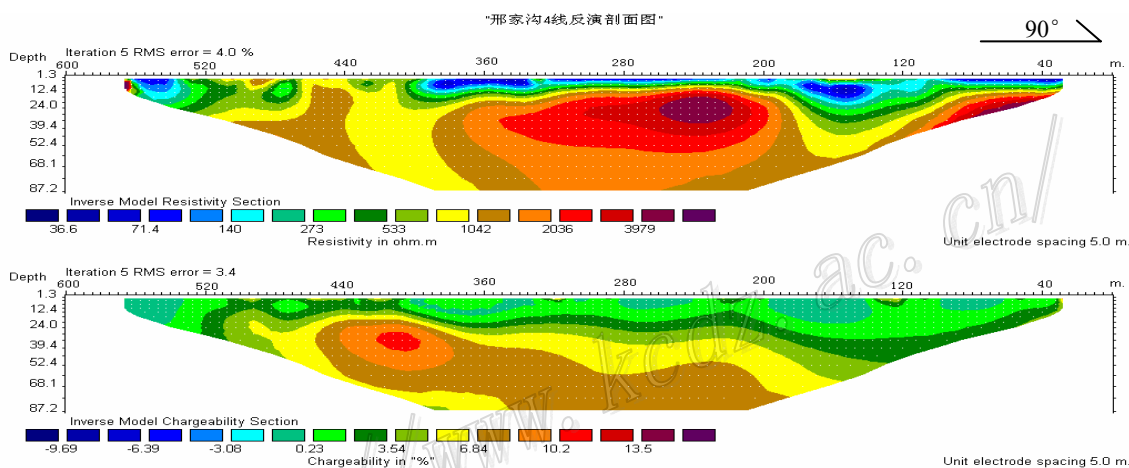 "邢家沟4线反演剖面图"
90°
Depth Iteration 5 RMS error = 4.0 %
600 520 440 360 280 200 120 40 m.
1.3
12.4
24.0
39.4
52.4
68.1
87.2
Inverse Model Resistivity Section
36.6 71.4 140 273 533 1042 2036 3979
Resistivity in ohm.m
Unit electrode spacing 5.0 m.
Depth Iteration 5 RMS error = 3.4
600 520 440 360 280 200 120 40 m.
1.3
12.4
24.0
39.4
52.4
68.1
87.2
Inverse Model Chargeability Section
-9.69 -6.39 -3.08 0.23 3.54 6.84 10.2 13.5
Chargeability in "%"
Unit electrode spacing 5.0 m.
//www.kcdz.ac.cn/